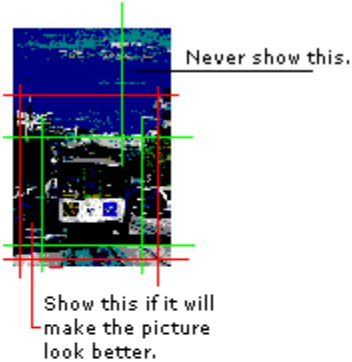 Never show this.
Show this if it will
make the picture
look better.